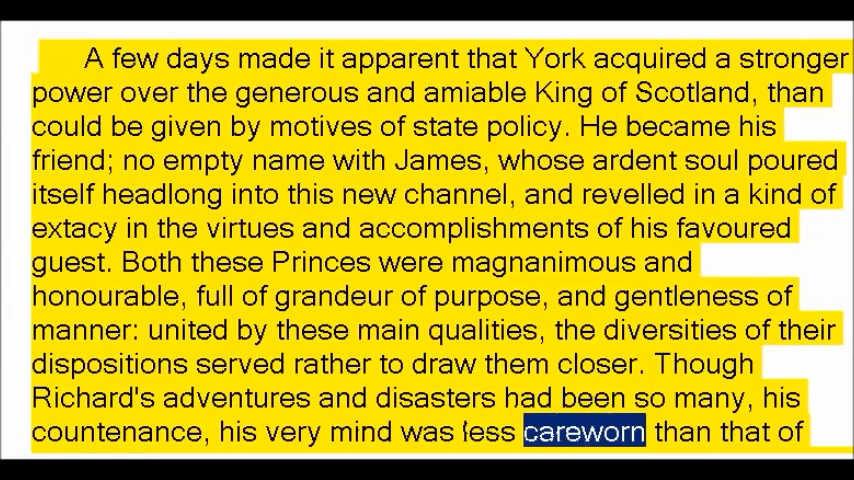 A few days made it apparent that York acquired a stronger
power over the generous and amiable King of Scotland, than
could be given by motives of state policy. He became his
friend; no empty name with James, whose ardent soul poured
itself headlong into this new channel, and revelled in a kind of
extacy in the virtues and accomplishments of his favoured
guest. Both these Princes were magnanimous and
honourable, full of grandeur of purpose, and gentleness of
manner: united by these main qualities, the diversities of their
dispositions served rather to draw them closer. Though
Richard's adventures and disasters had been so many, his
countenance, his very mind was less careworn than that of